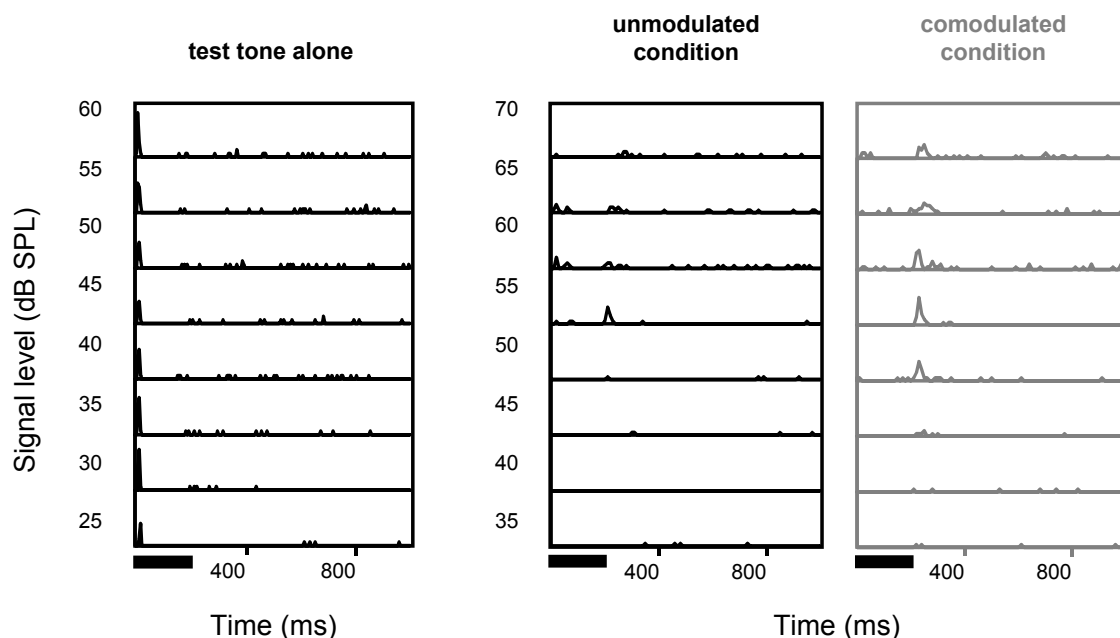 test tone alone
unmodulated
condition
comodulated
condition
Signal level (dB SPL)
60
55
50
45
40
35
30
25
70
65
60
55
50
45
40
35
400 800
400 800
400 800
Time (ms)
Time (ms)